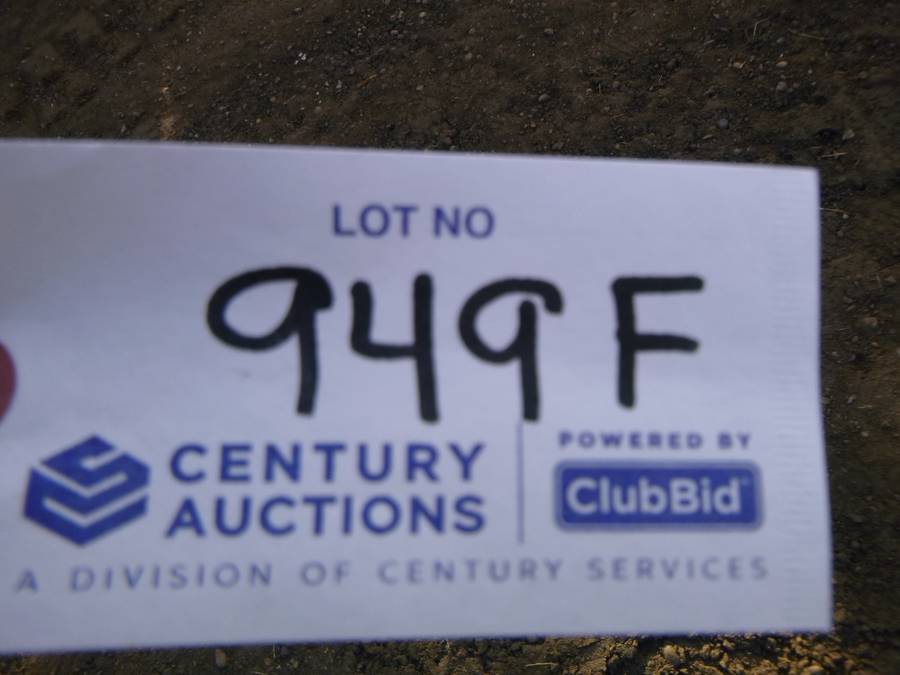 LOT NO
949F
CENTURY
AUCTIONS
POWERED BY
ClubBid
A DIVISION OF CENTURY SERVICES